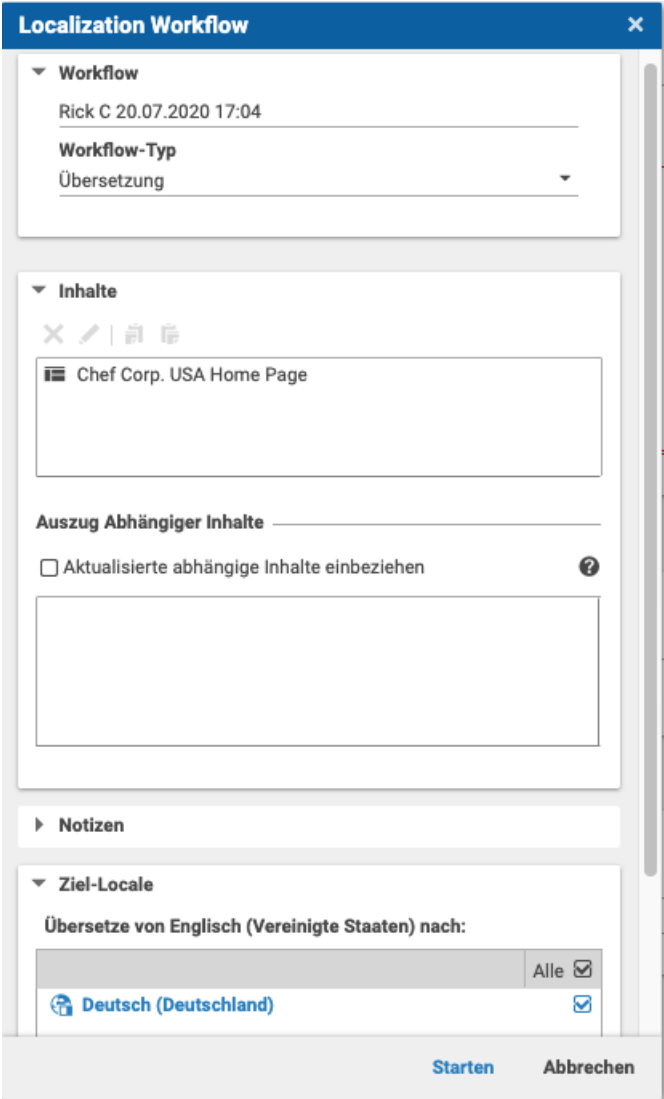 Localization Workflow
Workflow
Rick C 20.07.2020 17:04
Workflow-Typ
Übersetzung
Inhalte
Chef Corp. USA Home Page
Auszug Abhängiger Inhalte
Aktualisierte abhängige Inhalte einbeziehen
Notizen
Ziel-Locale
Übersetze von Englisch (Vereinigte Staaten) nach:
Alle
Deutsch (Deutschland)
Starten Abbrechen